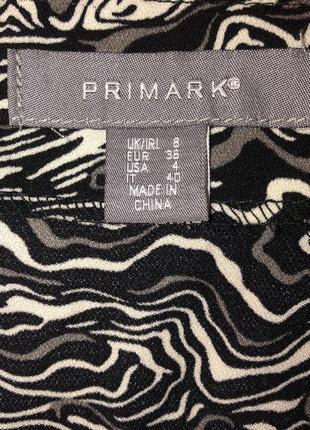 PRIMARK®
UK/IRL 8
EUR 36
USA 4
IT 40
MADE IN
CHINA